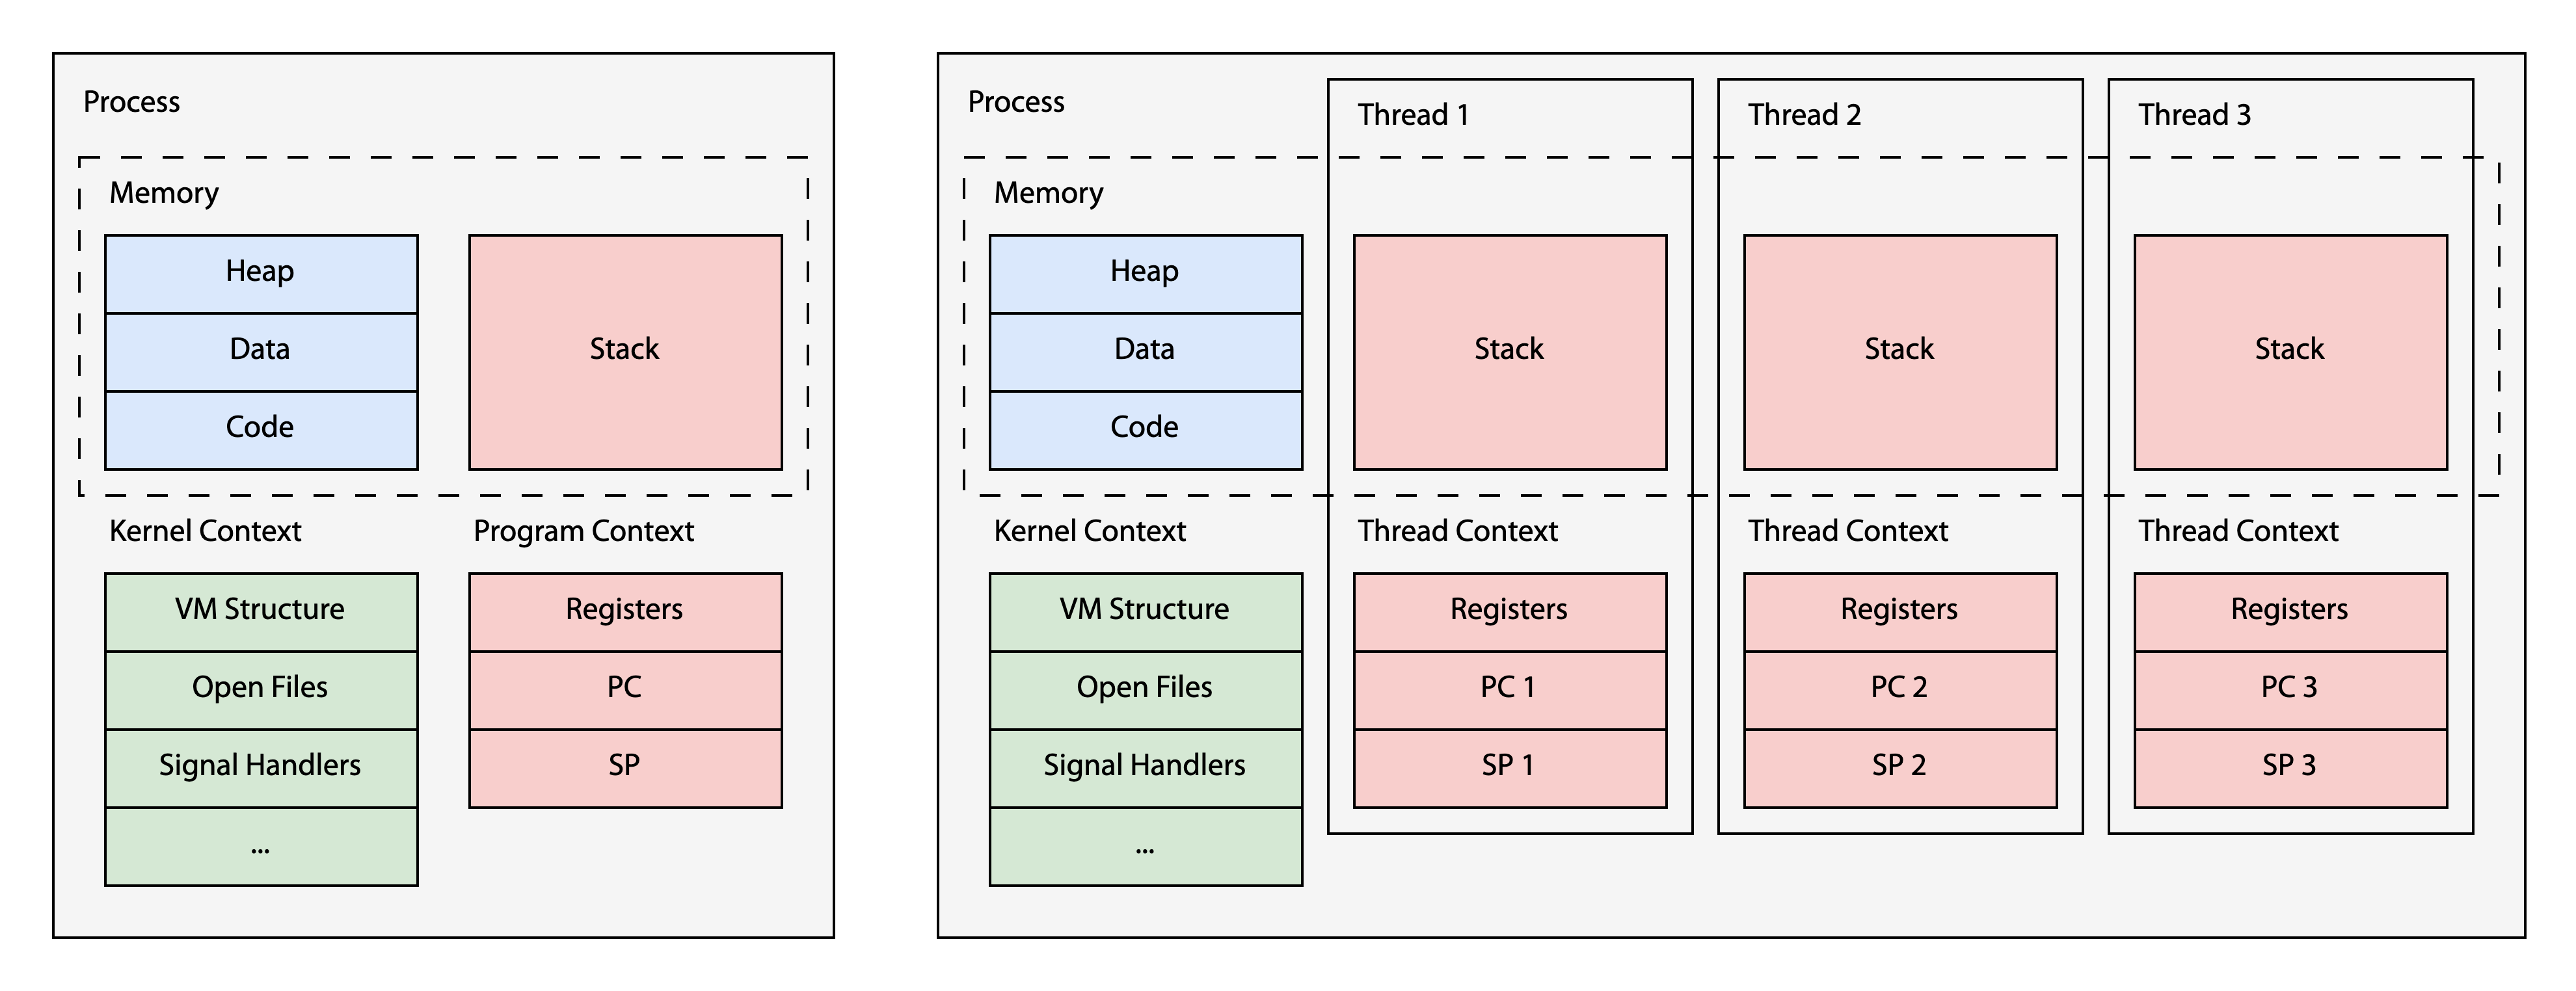 Process
Memory
Heap
Data
Code
Stack
Kernel Context
VM Structure
Open Files
Signal Handlers
...
Program Context
Registers
PC
SP
Process
Memory
Heap
Data
Code
Kernel Context
VM Structure
Open Files
Signal Handlers
...
Thread 1
Stack
Thread Context
Registers
PC 1
SP 1
Thread 2
Stack
Thread Context
Registers
PC 2
SP 2
Thread 3
Stack
Thread Context
Registers
PC 3
SP 3